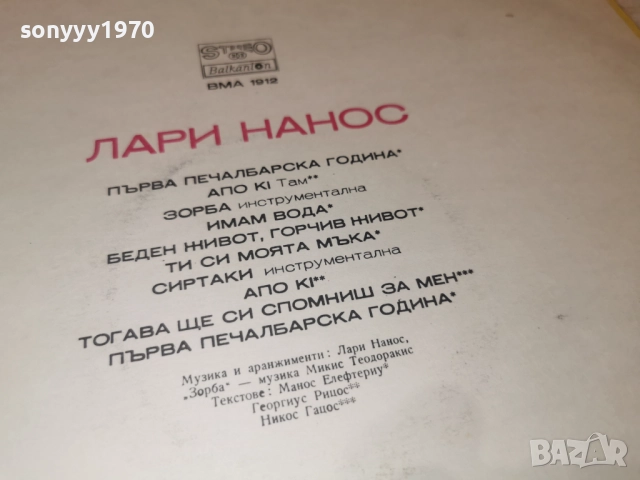 sonyyy1970
STEREO
Balkanton
ВМА 1912
ЛАРИ НАНОС
ПЪРВА ПЕЧАЛБАРСКА ГОДИНА*
АПО KI Там**
ЗОРБА инструментална
ИМАМ ВОДА*
БЕДЕН ЖИВОТ, ГОРЧИВ ЖИВОТ*
ТИ СИ МОЯТА МЪКА*
СИРТАКИ инструментална
АПО KI**
ТОГАВА ЩЕ СИ СПОМНИШ ЗА МЕН***
ПЪРВА ПЕЧАЛБАРСКА ГОДИНА*
Музика и аранжименти: Лари Нанос,
„Зорба“ — музика Микис Теодоракис
Текстове: Манос Елефтериу*
Георгиус Рицос**
Никос Гацос***
BAZAR